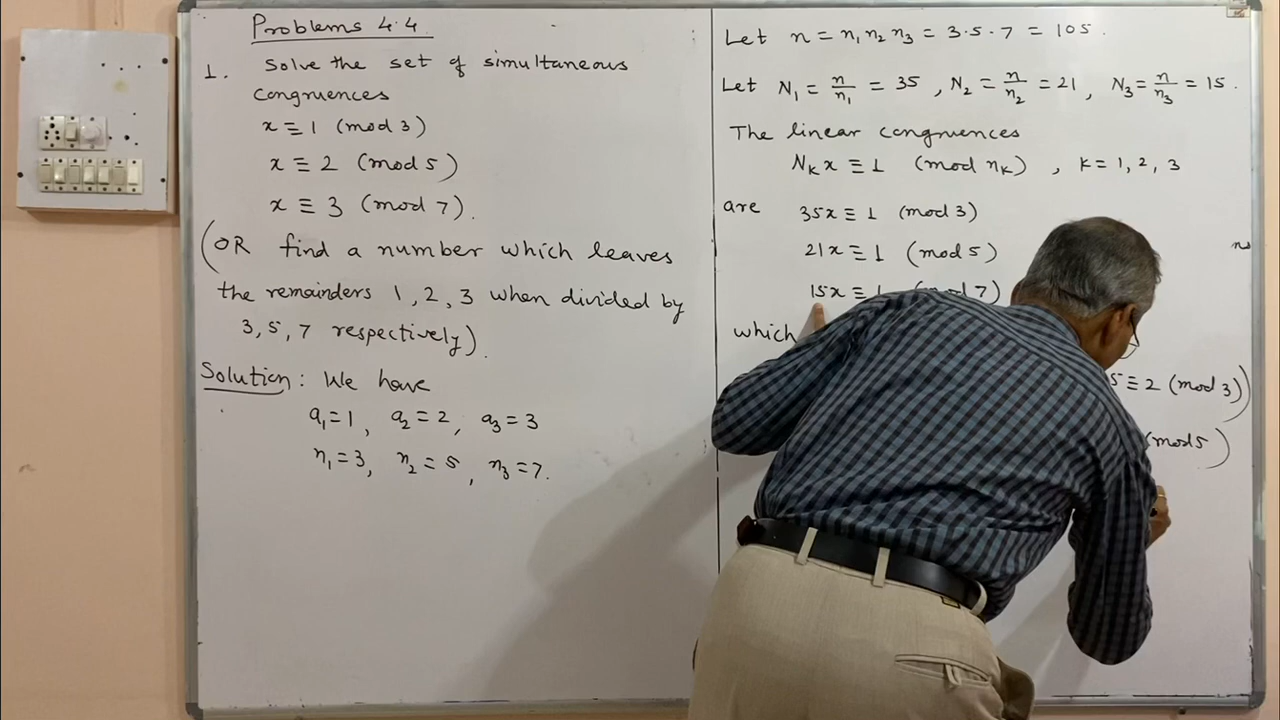 Problems 4.4
1. Solve the set of simultaneous
congruences
x ≡ 1 (mod 3)
x ≡ 2 (mod 5)
x ≡ 3 (mod 7).
(OR find a number which leaves
the remainders 1, 2, 3 when divided by
3, 5, 7 respectively).
Solution: We have
a₁=1, a₂=2, a₃=3
n₁=3, n₂=5, n₃=7.
Let n = n₁ n₂ n₃ = 3·5·7 = 105.
Let N₁ = n/n₁ = 35, N₂ = n/n₂ = 21, N₃ = n/n₃ = 15.
The linear congruences
Nₖ x ≡ 1 (mod nₖ), k = 1, 2, 3
are 35x ≡ 1 (mod 3)
21x ≡ 1 (mod 5)
15x ≡ 7)
which
5 ≡ 2 (mod 3))
(mod 5)